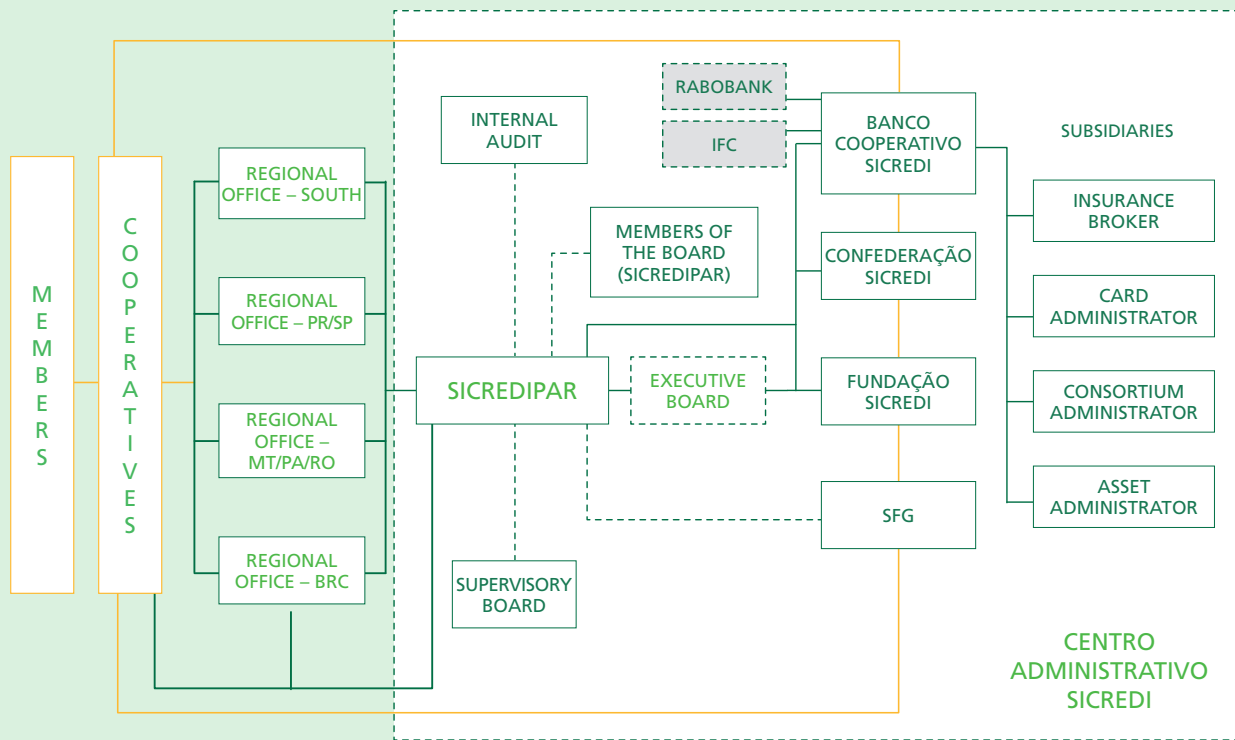 MEMBERS
COOPERATIVES
REGIONAL
OFFICE – SOUTH
REGIONAL
OFFICE – PR/SP
REGIONAL
OFFICE –
MT/PA/RO
REGIONAL
OFFICE – BRC
INTERNAL
AUDIT
MEMBERS OF
THE BOARD
(SICREDIPAR)
SICREDIPAR
EXECUTIVE
BOARD
SUPERVISORY
BOARD
RABOBANK
IFC
BANCO
COOPERATIVO
SICREDI
CONFEDERAÇÃO
SICREDI
FUNDAÇÃO
SICREDI
SFG
SUBSIDIARIES
INSURANCE
BROKER
CARD
ADMINISTRATOR
CONSORTIUM
ADMINISTRATOR
ASSET
ADMINISTRATOR
CENTRO
ADMINISTRATIVO
SICREDI